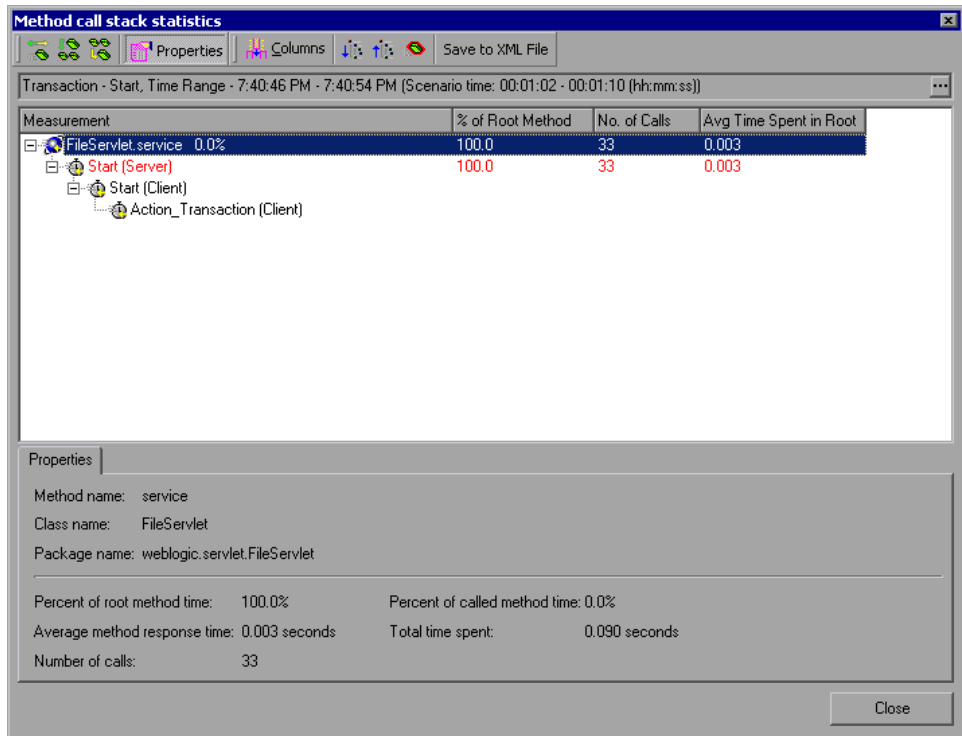 Method call stack statistics
Properties Columns Save to XML File
Transaction - Start, Time Range - 7:40:46 PM - 7:40:54 PM (Scenario time: 00:01:02 - 00:01:10 (hh:mm:ss))
...
Measurement % of Root Method No. of Calls Avg Time Spent in Root
FileServlet.service 0.0% 100.0 33 0.003
Start (Server) 100.0 33 0.003
Start (Client)
Action_Transaction (Client)
Properties
Method name: service
Class name: FileServlet
Package name: weblogic.servlet.FileServlet
Percent of root method time: 100.0% Percent of called method time: 0.0%
Average method response time: 0.003 seconds Total time spent: 0.090 seconds
Number of calls: 33
Close